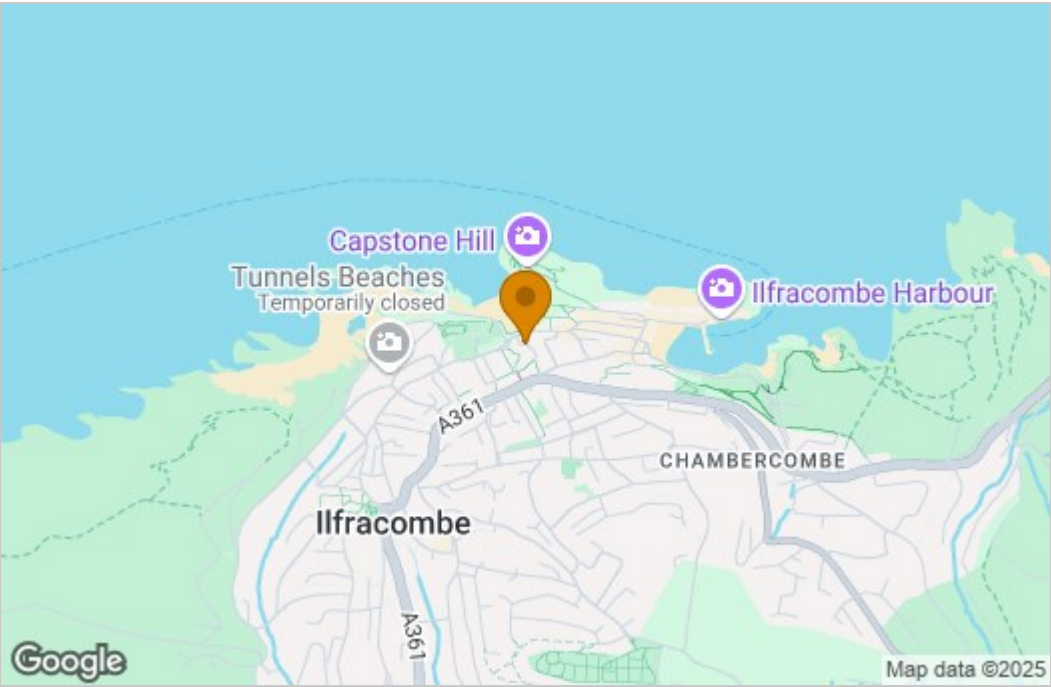 Capstone Hill
Tunnels Beaches
Temporarily closed
Ilfracombe Harbour
A361
CHAMBERCOMBE
Ilfracombe
A361
Google
Map data ©2025